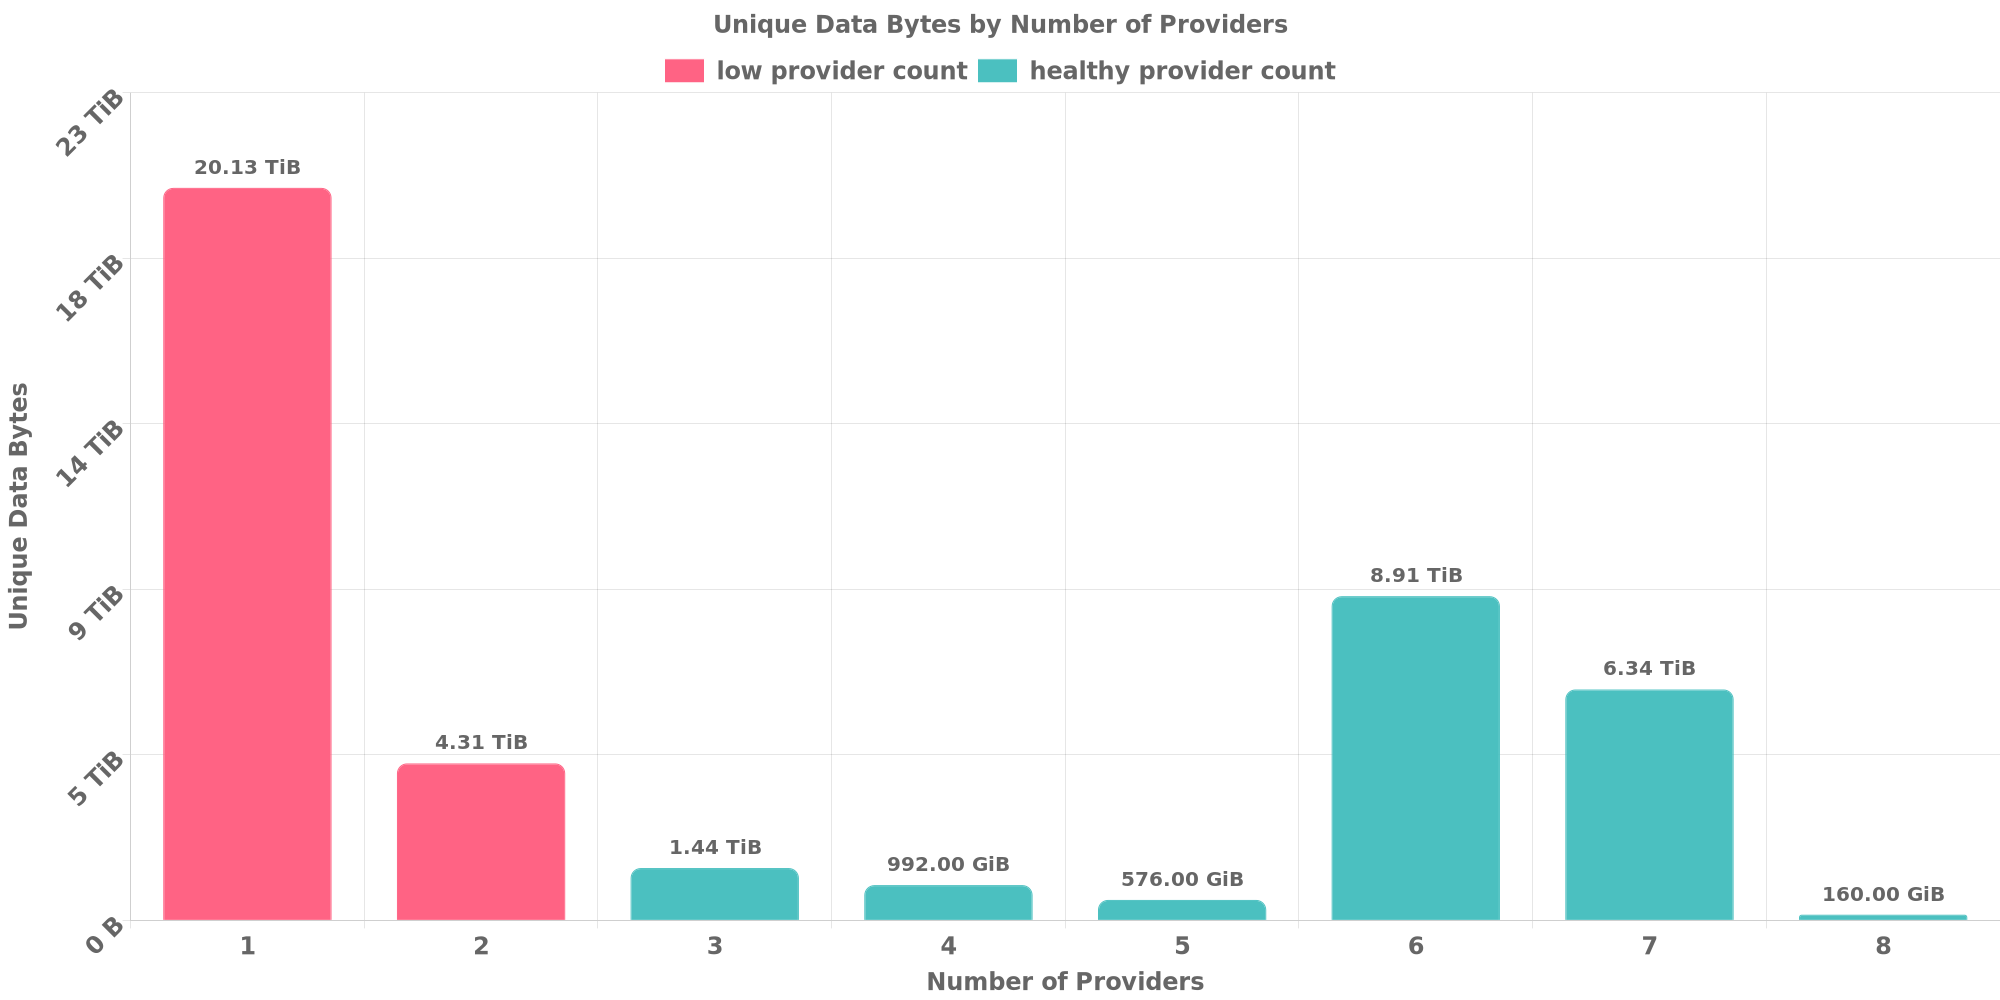 Unique Data Bytes by Number of Providers
low provider count healthy provider count
23 TiB
18 TiB
14 TiB
9 TiB
5 TiB
0 B
Unique Data Bytes
20.13 TiB
4.31 TiB
1.44 TiB
992.00 GiB
576.00 GiB
8.91 TiB
6.34 TiB
160.00 GiB
1 2 3 4 5 6 7 8
Number of Providers